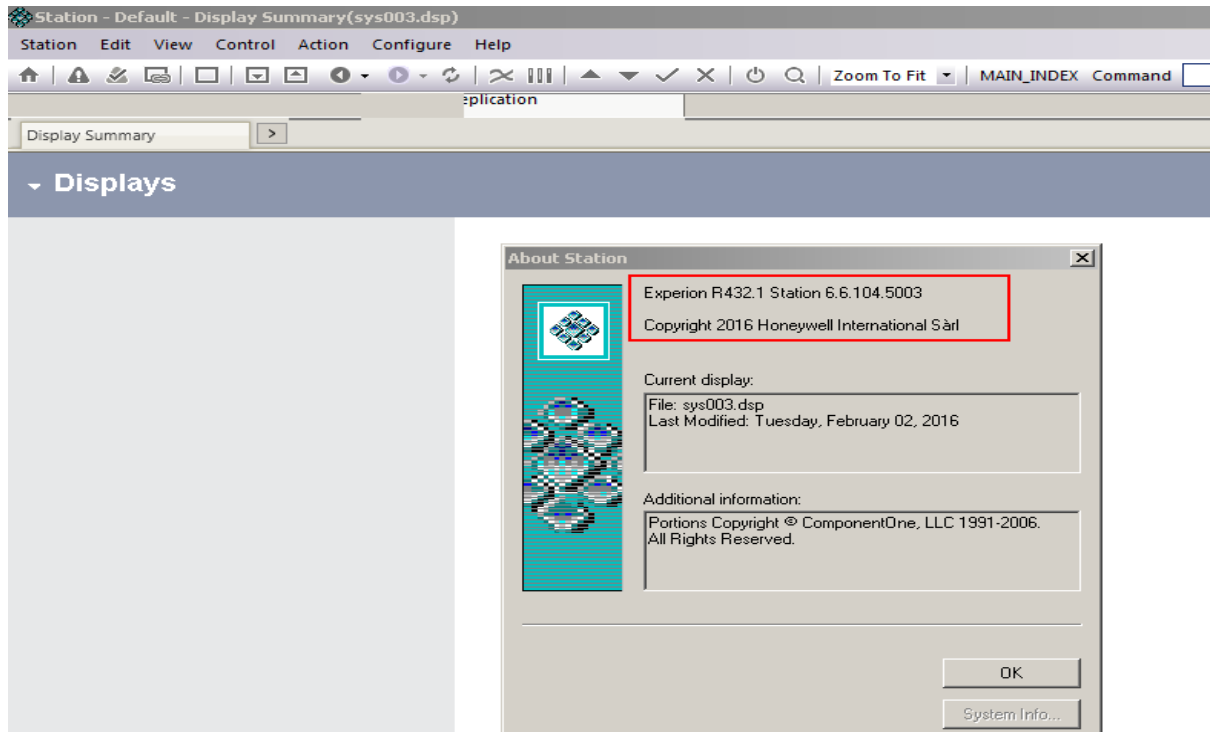 Station - Default - Display Summary(sys003.dsp)
Station Edit View Control Action Configure Help
Zoom To Fit MAIN_INDEX Command
eplication
Display Summary >
Displays
About Station
Experion R432.1 Station 6.6.104.5003
Copyright 2016 Honeywell International Sàrl
Current display:
File: sys003.dsp
Last Modified: Tuesday, February 02, 2016
Additional information:
Portions Copyright © ComponentOne, LLC 1991-2006.
All Rights Reserved.
OK
System Info...